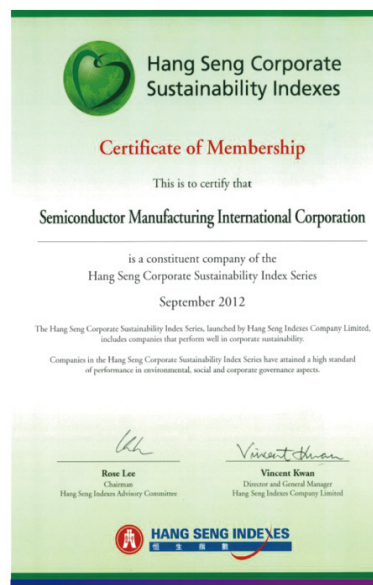 Hang Seng Corporate
Sustainability Indexes
Certificate of Membership
This is to certify that
Semiconductor Manufacturing International Corporation
is a constituent company of the
Hang Seng Corporate Sustainability Index Series
September 2012
The Hang Seng Corporate Sustainability Index Series, launched by Hang Seng Indexes Company Limited,
includes companies that perform well in corporate sustainability.
Companies in the Hang Seng Corporate Sustainability Index Series have attained a high standard
of performance in environmental, social and corporate governance aspects.
Vincent Kwan
Rose Lee
Chairman
Hang Seng Indexes Advisory Committee
Vincent Kwan
Director and General Manager
Hang Seng Indexes Company Limited
HANG SENG INDEXES
恒生指數